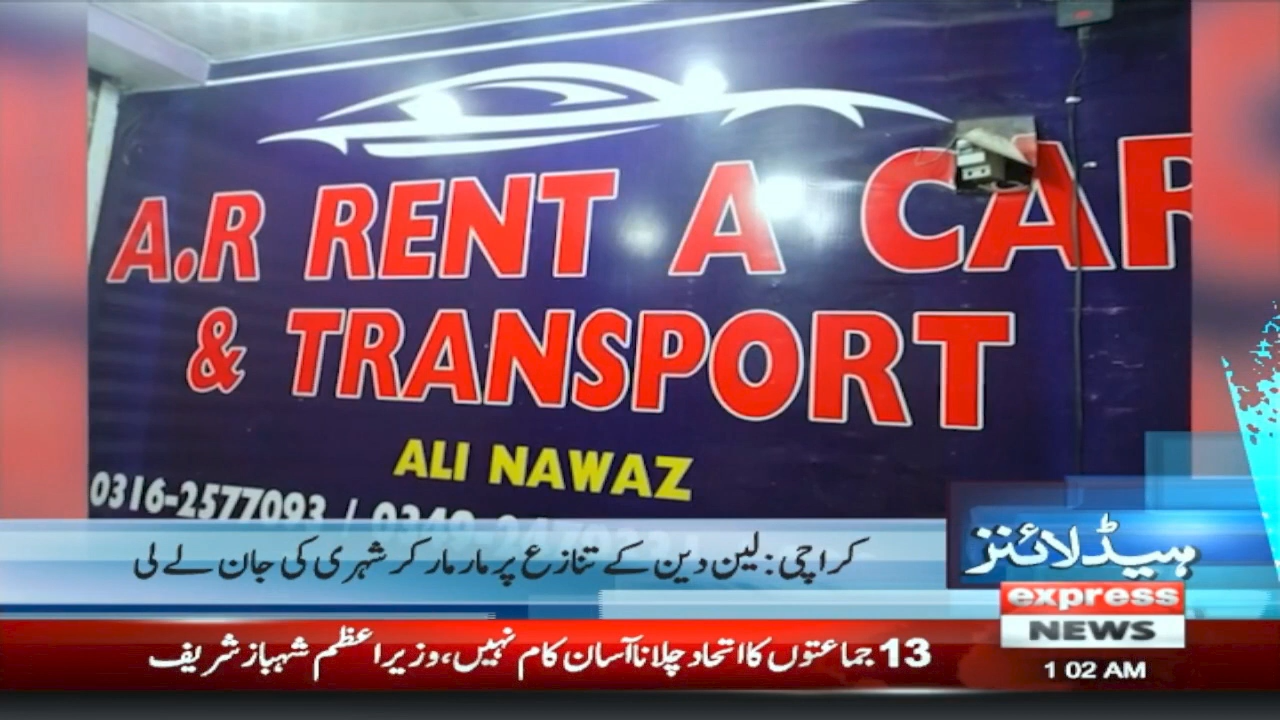 A.R RENT A CAR
& TRANSPORT
ALI NAWAZ
0316-2577093 /
کراچی: لین دین کے تنازع پر مار مار کر شہری کی جان لے لی
ہیڈلائنز
express
NEWS
1 02 AM
13 جماعتوں کا اتحاد چلانا آسان کام نہیں، وزیراعظم شہباز شریف